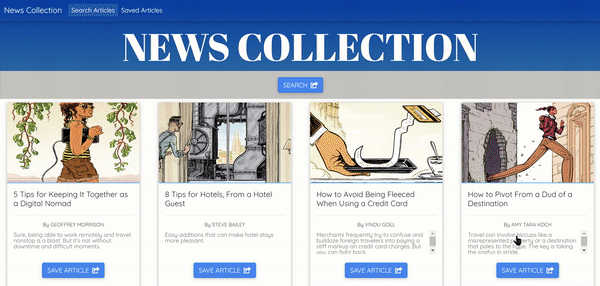 News Collection Search Articles Saved Articles
NEWS COLLECTION
SEARCH
5 Tips for Keeping It Together as
a Digital Nomad
By GEOFFREY MORRISON
Sure, being able to work remotely and travel
nonstop is a blast. But it's not without
downtime and difficult moments.
SAVE ARTICLE
8 Tips for Hotels, From a Hotel
Guest
By STEVE BAILEY
Easy additions that can make hotel stays
more pleasant.
SAVE ARTICLE
How to Avoid Being Fleeced
When Using a Credit Card
By VINDU GOEL
Merchants frequently try to confuse and
bulldoze foreign travelers into paying a
stiff markup on credit card charges. But
you can fight back.
SAVE ARTICLE
How to Pivot From a Dud of a
Destination
By AMY TARA KOCH
Travel can involve hiccups like a
misrepresented property or a destination
that pales to the hype. The key is taking
the useful in stride.
SAVE ARTICLE